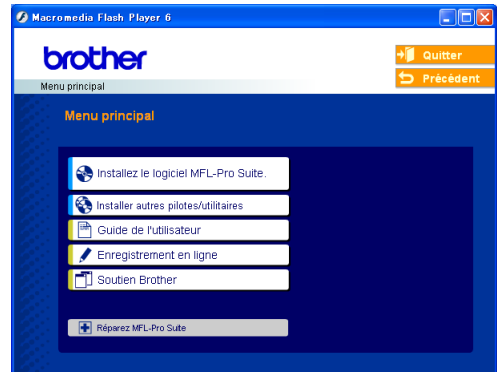 Macromedia Flash Player 6
brother
Quitter
Précédent
Menu principal
Menu principal
Installez le logiciel MFL-Pro Suite.
Installer autres pilotes/utilitaires
Guide de l'utilisateur
Enregistrement en ligne
Soutien Brother
Réparez MFL-Pro Suite